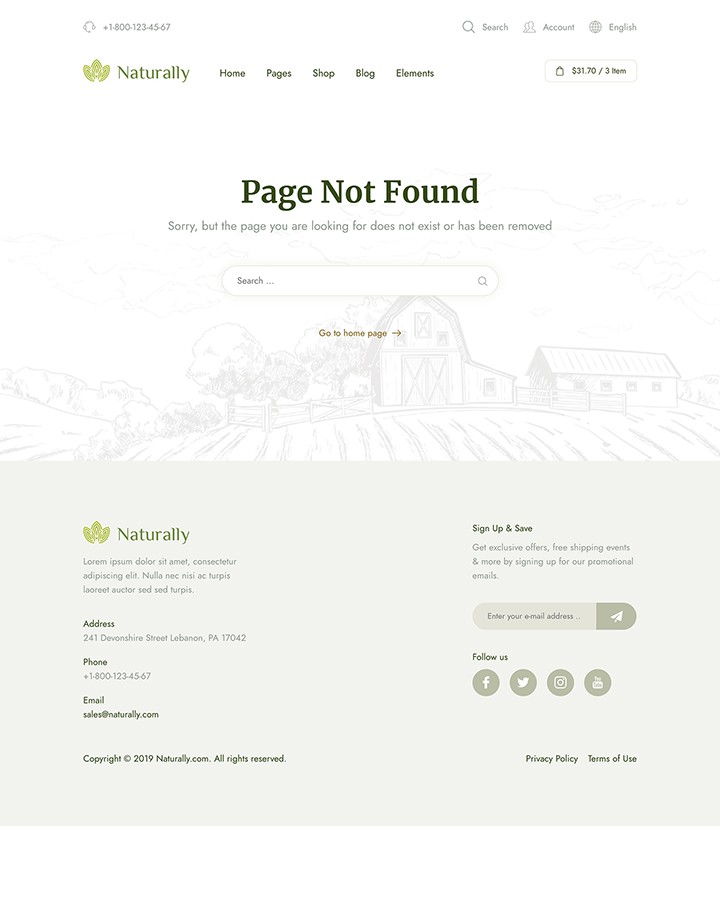 +1-800-123-45-67
Search Account English
Naturally Home Pages Shop Blog Elements $31.70 / 3 Item
Page Not Found
Sorry, but the page you are looking for does not exist or has been removed
Search ...
Go to home page
Naturally
Lorem ipsum dolor sit amet, consectetur
adipiscing elit. Nulla nec nisi ac turpis
laoreet auctor sed sed turpis.
Address
241 Devonshire Street Lebanon, PA 17042
Phone
+1-800-123-45-67
Email
sales@naturally.com
Sign Up & Save
Get exclusive offers, free shipping events
& more by signing up for our promotional
emails.
Enter your e-mail address ..
Follow us
Copyright © 2019 Naturally.com. All rights reserved.
Privacy Policy Terms of Use